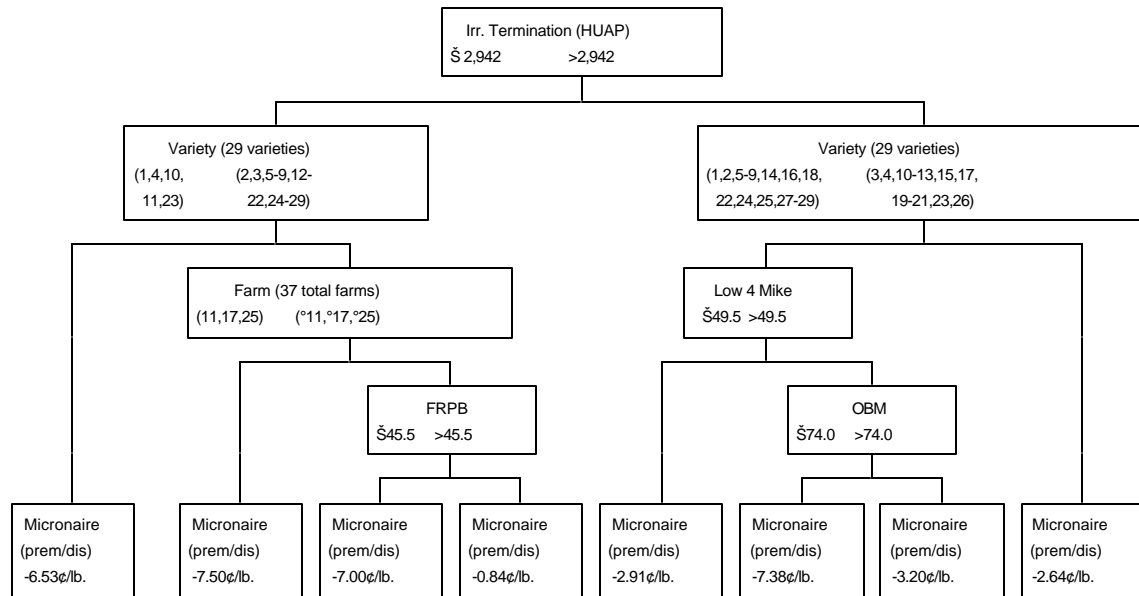 Irr. Termination (HUAP)
Š 2,942 >2,942
Variety (29 varieties)
(1,4,10, (2,3,5-9,12-
11,23) 22,24-29)
Variety (29 varieties)
(1,2,5-9,14,16,18, (3,4,10-13,15,17,
22,24,25,27-29) 19-21,23,26)
Farm (37 total farms)
(11,17,25) (°11,°17,°25)
Low 4 Mike
Š49.5 >49.5
FRPB
Š45.5 >45.5
OBM
Š74.0 >74.0
Micronaire
(prem/dis)
-6.53¢/lb.
Micronaire
(prem/dis)
-7.50¢/lb.
Micronaire
(prem/dis)
-7.00¢/lb.
Micronaire
(prem/dis)
-0.84¢/lb.
Micronaire
(prem/dis)
-2.91¢/lb.
Micronaire
(prem/dis)
-7.38¢/lb.
Micronaire
(prem/dis)
-3.20¢/lb.
Micronaire
(prem/dis)
-2.64¢/lb.